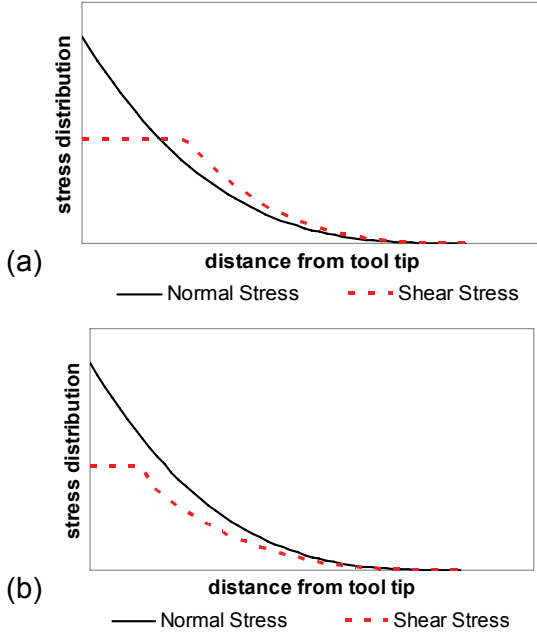 stress distribution
(a)
distance from tool tip
Normal Stress Shear Stress
stress distribution
(b)
distance from tool tip
Normal Stress Shear Stress